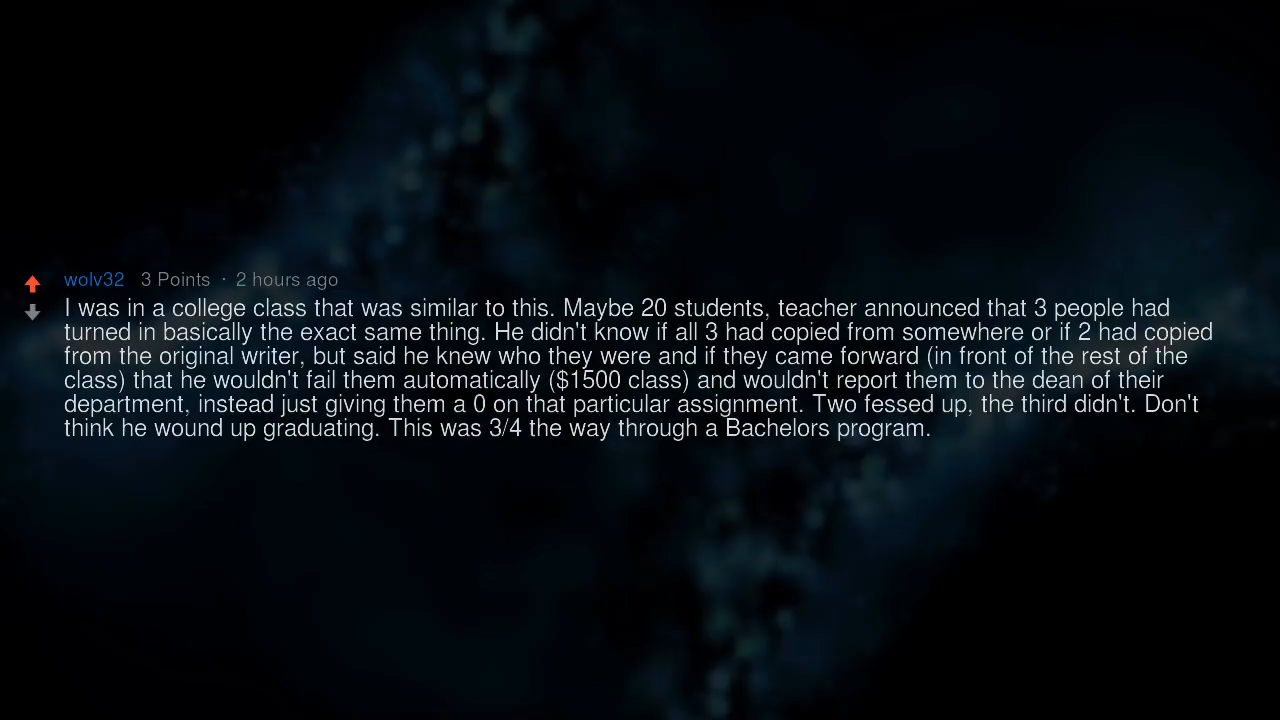 wolv32 3 Points · 2 hours ago
I was in a college class that was similar to this. Maybe 20 students, teacher announced that 3 people had
turned in basically the exact same thing. He didn't know if all 3 had copied from somewhere or if 2 had copied
from the original writer, but said he knew who they were and if they came forward (in front of the rest of the
class) that he wouldn't fail them automatically ($1500 class) and wouldn't report them to the dean of their
department, instead just giving them a 0 on that particular assignment. Two fessed up, the third didn't. Don't
think he wound up graduating. This was 3/4 the way through a Bachelors program.